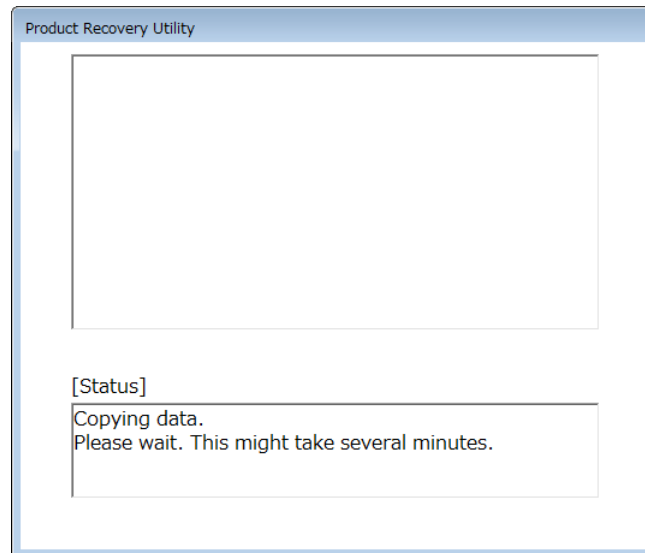 Product Recovery Utility
[Status]
Copying data.
Please wait. This might take several minutes.